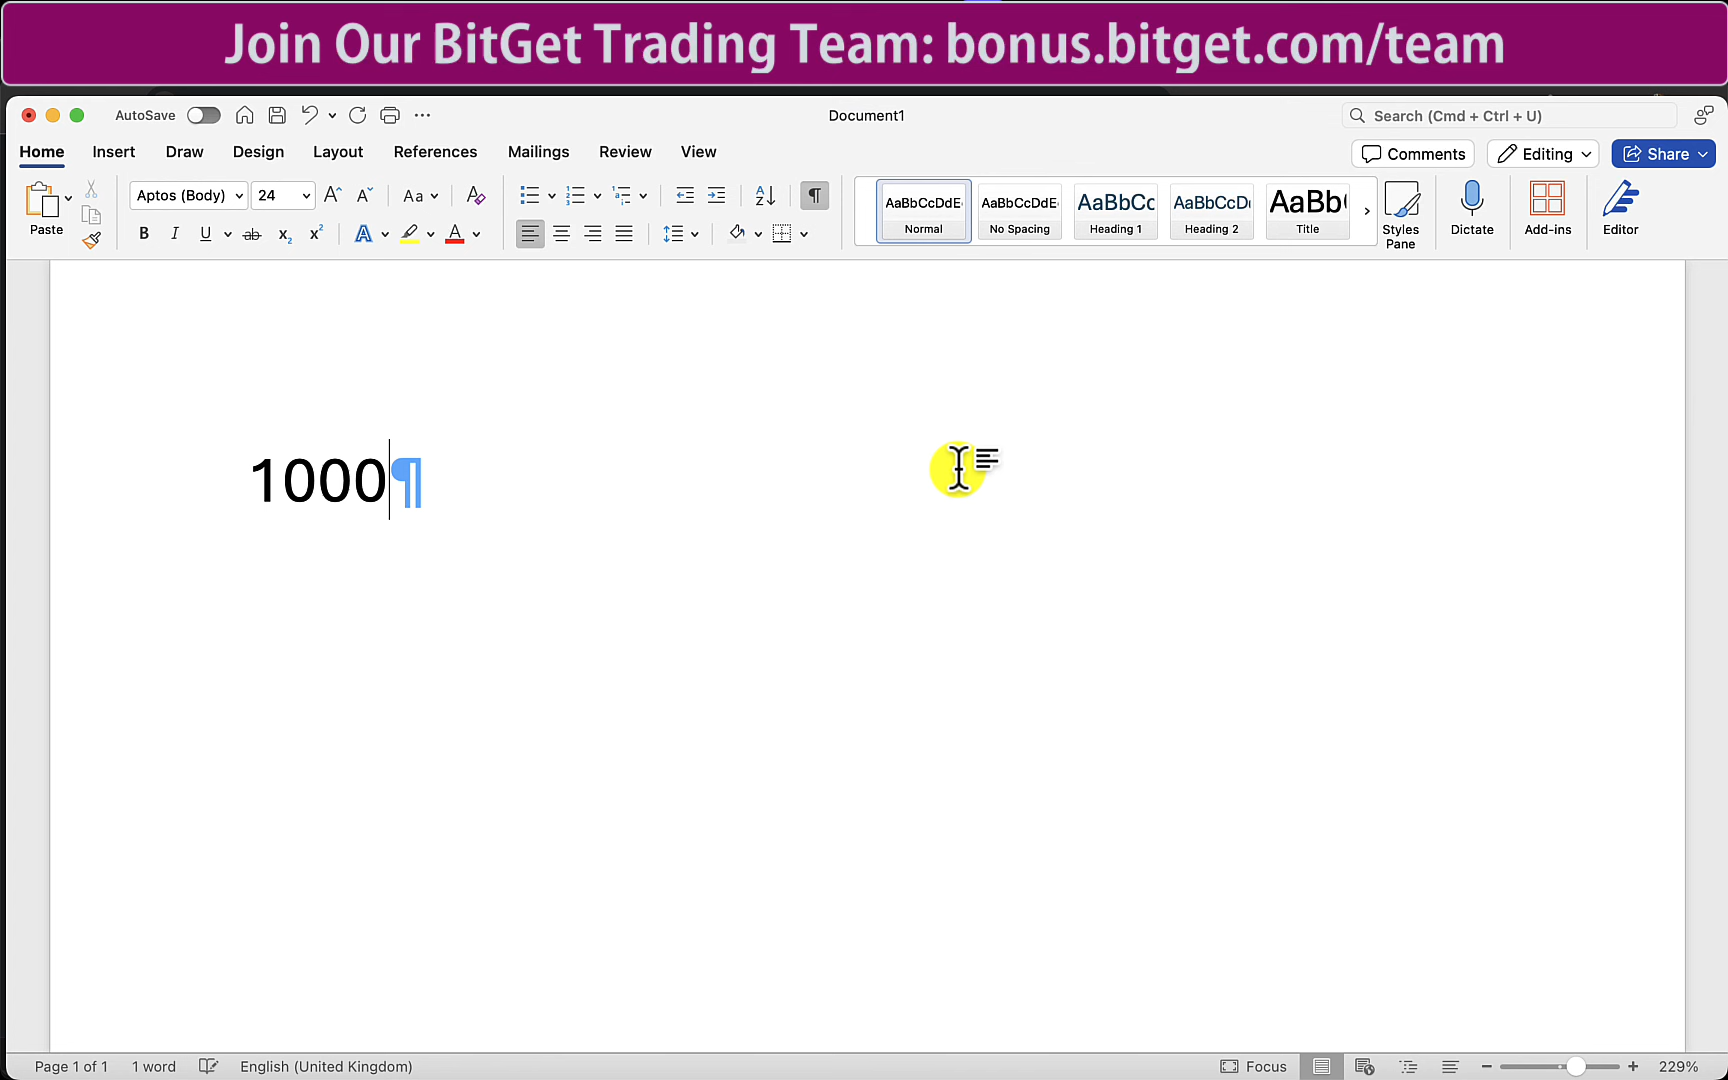 Join Our BitGet Trading Team: bonus.bitget.com/team
AutoSave
Document1
Search (Cmd + Ctrl + U)
Home Insert Draw Design Layout References Mailings Review View
Comments Editing Share
Paste
Aptos (Body) 24
AaBbCcDdE
Normal
AaBbCcDdE
No Spacing
AaBbCc
Heading 1
AaBbCcD
Heading 2
AaBb
Title
Styles
Pane
Dictate
Add-ins
Editor
1000¶
Page 1 of 1 1 word English (United Kingdom) Focus 229%